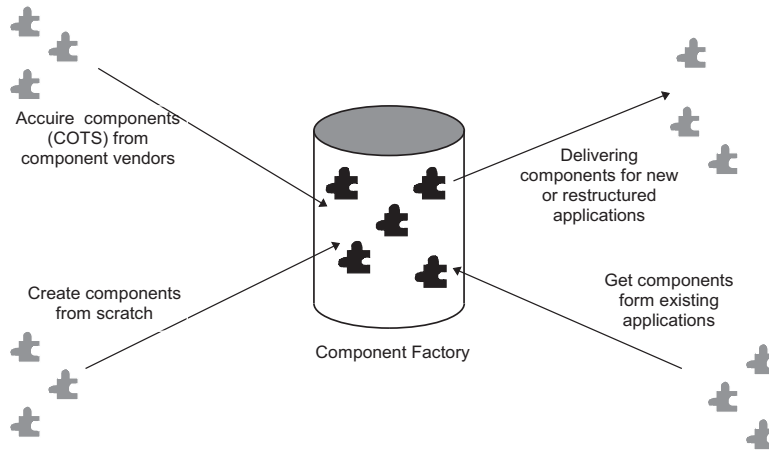 Accuire components
(COTS) from
component vendors
Delivering
components for new
or restructured
applications
Create components
from scratch
Get components
form existing
applications
Component Factory